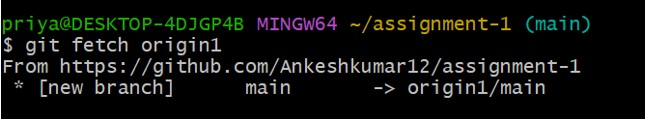 priya@DESKTOP-4DJGP4B MINGW64 ~/assignment-1 (main)
$ git fetch origin1
From https://github.com/Ankeshkumar12/assignment-1
 * [new branch]      main       -> origin1/main